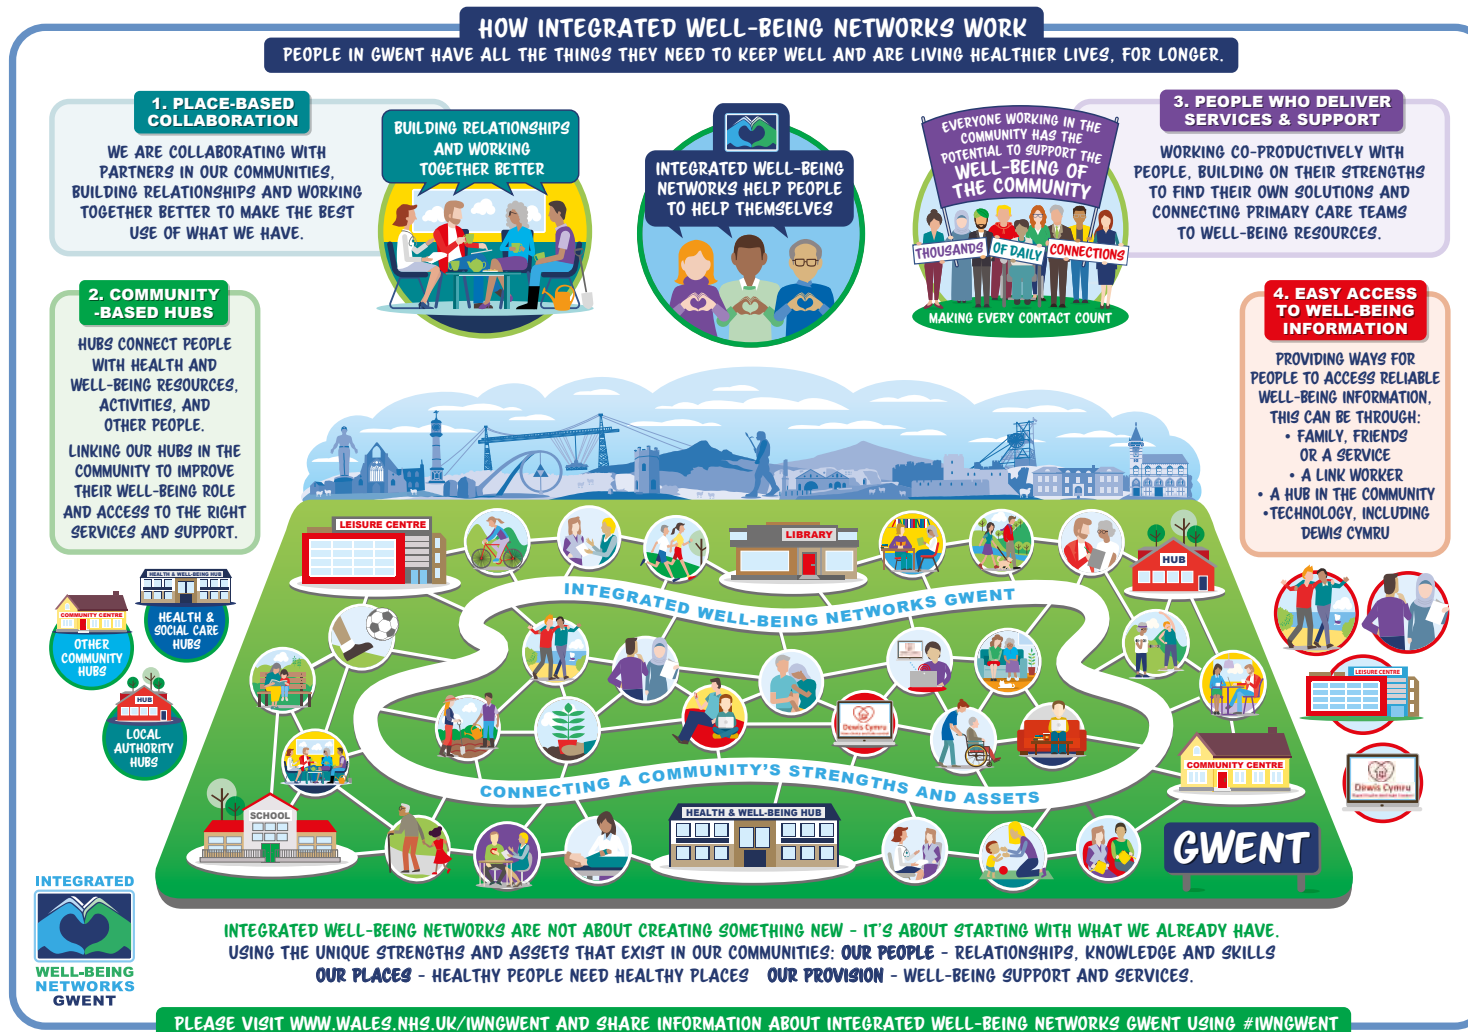 HOW INTEGRATED WELL-BEING NETWORKS WORK
PEOPLE IN GWENT HAVE ALL THE THINGS THEY NEED TO KEEP WELL AND ARE LIVING HEALTHIER LIVES, FOR LONGER.
1. PLACE-BASED
COLLABORATION
WE ARE COLLABORATING WITH
PARTNERS IN OUR COMMUNITIES,
BUILDING RELATIONSHIPS AND WORKING
TOGETHER BETTER TO MAKE THE BEST
USE OF WHAT WE HAVE.
BUILDING RELATIONSHIPS
AND WORKING
TOGETHER BETTER
INTEGRATED WELL-BEING
NETWORKS HELP PEOPLE
TO HELP THEMSELVES
EVERYONE WORKING IN THE
COMMUNITY HAS THE
POTENTIAL TO SUPPORT THE
WELL-BEING OF
THE COMMUNITY
THOUSANDS
OF DAILY
CONNECTIONS
MAKING EVERY CONTACT COUNT
3. PEOPLE WHO DELIVER
SERVICES & SUPPORT
WORKING CO-PRODUCTIVELY WITH
PEOPLE, BUILDING ON THEIR STRENGTHS
TO FIND THEIR OWN SOLUTIONS AND
CONNECTING PRIMARY CARE TEAMS
TO WELL-BEING RESOURCES.
2. COMMUNITY
-BASED HUBS
HUBS CONNECT PEOPLE
WITH HEALTH AND
WELL-BEING RESOURCES,
ACTIVITIES, AND
OTHER PEOPLE.
LINKING OUR HUBS IN THE
COMMUNITY TO IMPROVE
THEIR WELL-BEING ROLE
AND ACCESS TO THE RIGHT
SERVICES AND SUPPORT.
4. EASY ACCESS
TO WELL-BEING
INFORMATION
PROVIDING WAYS FOR
PEOPLE TO ACCESS RELIABLE
WELL-BEING INFORMATION,
THIS CAN BE THROUGH:
• FAMILY, FRIENDS
OR A SERVICE
• A LINK WORKER
• A HUB IN THE COMMUNITY
•TECHNOLOGY, INCLUDING
DEWIS CYMRU
HEALTH & WELL-BEING HUB
HEALTH &
SOCIAL CARE
HUBS
COMMUNITY CENTRE
OTHER
COMMUNITY
HUBS
HUB
LOCAL
AUTHORITY
HUBS
LEISURE CENTRE
LIBRARY
HUB
INTEGRATED WELL-BEING NETWORKS GWENT
Dewis Cymru
CONNECTING A COMMUNITY'S STRENGTHS AND ASSETS
COMMUNITY CENTRE
SCHOOL
HEALTH & WELL-BEING HUB
GWENT
LEISURE CENTRE
Dewis Cymru
INTEGRATED
WELL-BEING
NETWORKS
GWENT
INTEGRATED WELL-BEING NETWORKS ARE NOT ABOUT CREATING SOMETHING NEW - IT'S ABOUT STARTING WITH WHAT WE ALREADY HAVE.
USING THE UNIQUE STRENGTHS AND ASSETS THAT EXIST IN OUR COMMUNITIES: OUR PEOPLE - RELATIONSHIPS, KNOWLEDGE AND SKILLS
OUR PLACES - HEALTHY PEOPLE NEED HEALTHY PLACES OUR PROVISION - WELL-BEING SUPPORT AND SERVICES.
PLEASE VISIT WWW.WALES.NHS.UK/IWNGWENT AND SHARE INFORMATION ABOUT INTEGRATED WELL-BEING NETWORKS GWENT USING #IWNGWENT